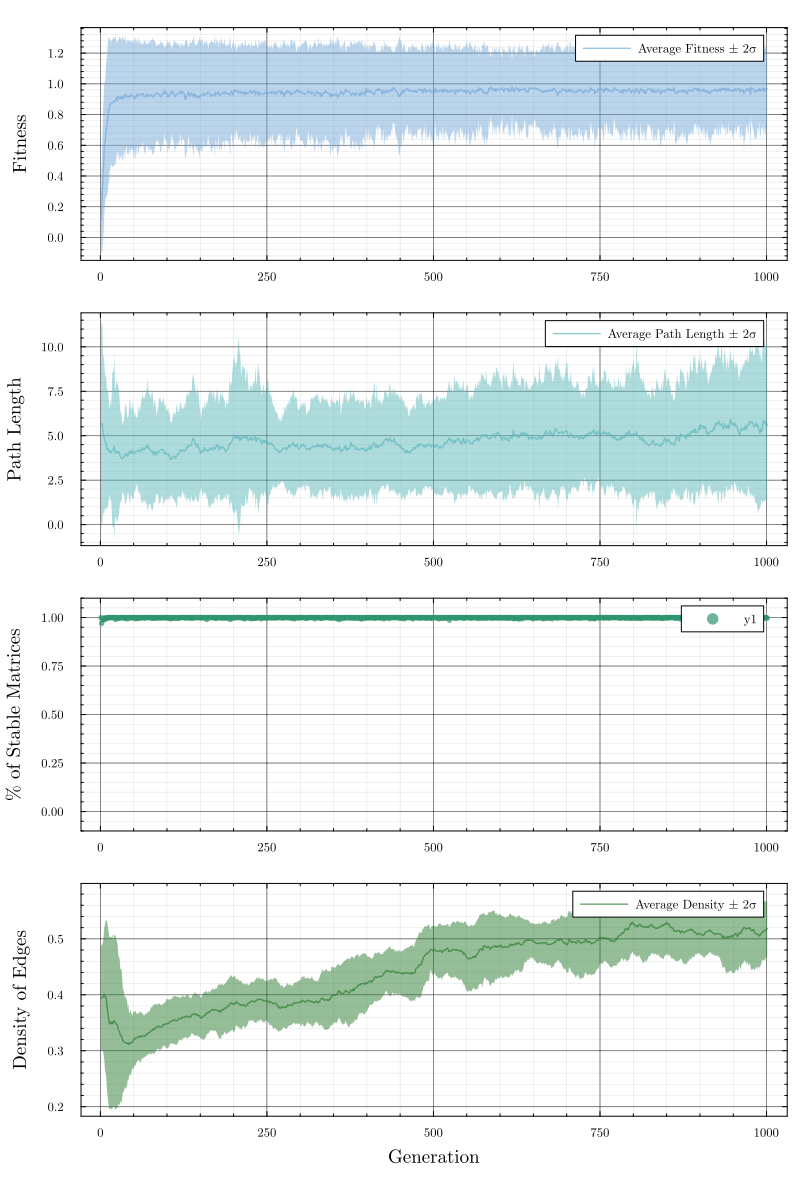 Fitness
1.2
1.0
0.8
0.6
0.4
0.2
0.0
Average Fitness ± 2σ
0 250 500 750 1000
Path Length
10.0
7.5
5.0
2.5
0.0
Average Path Length ± 2σ
0 250 500 750 1000
% of Stable Matrices
1.00
0.75
0.50
0.25
0.00
y1
0 250 500 750 1000
Density of Edges
0.5
0.4
0.3
0.2
Average Density ± 2σ
0 250 500 750 1000
Generation